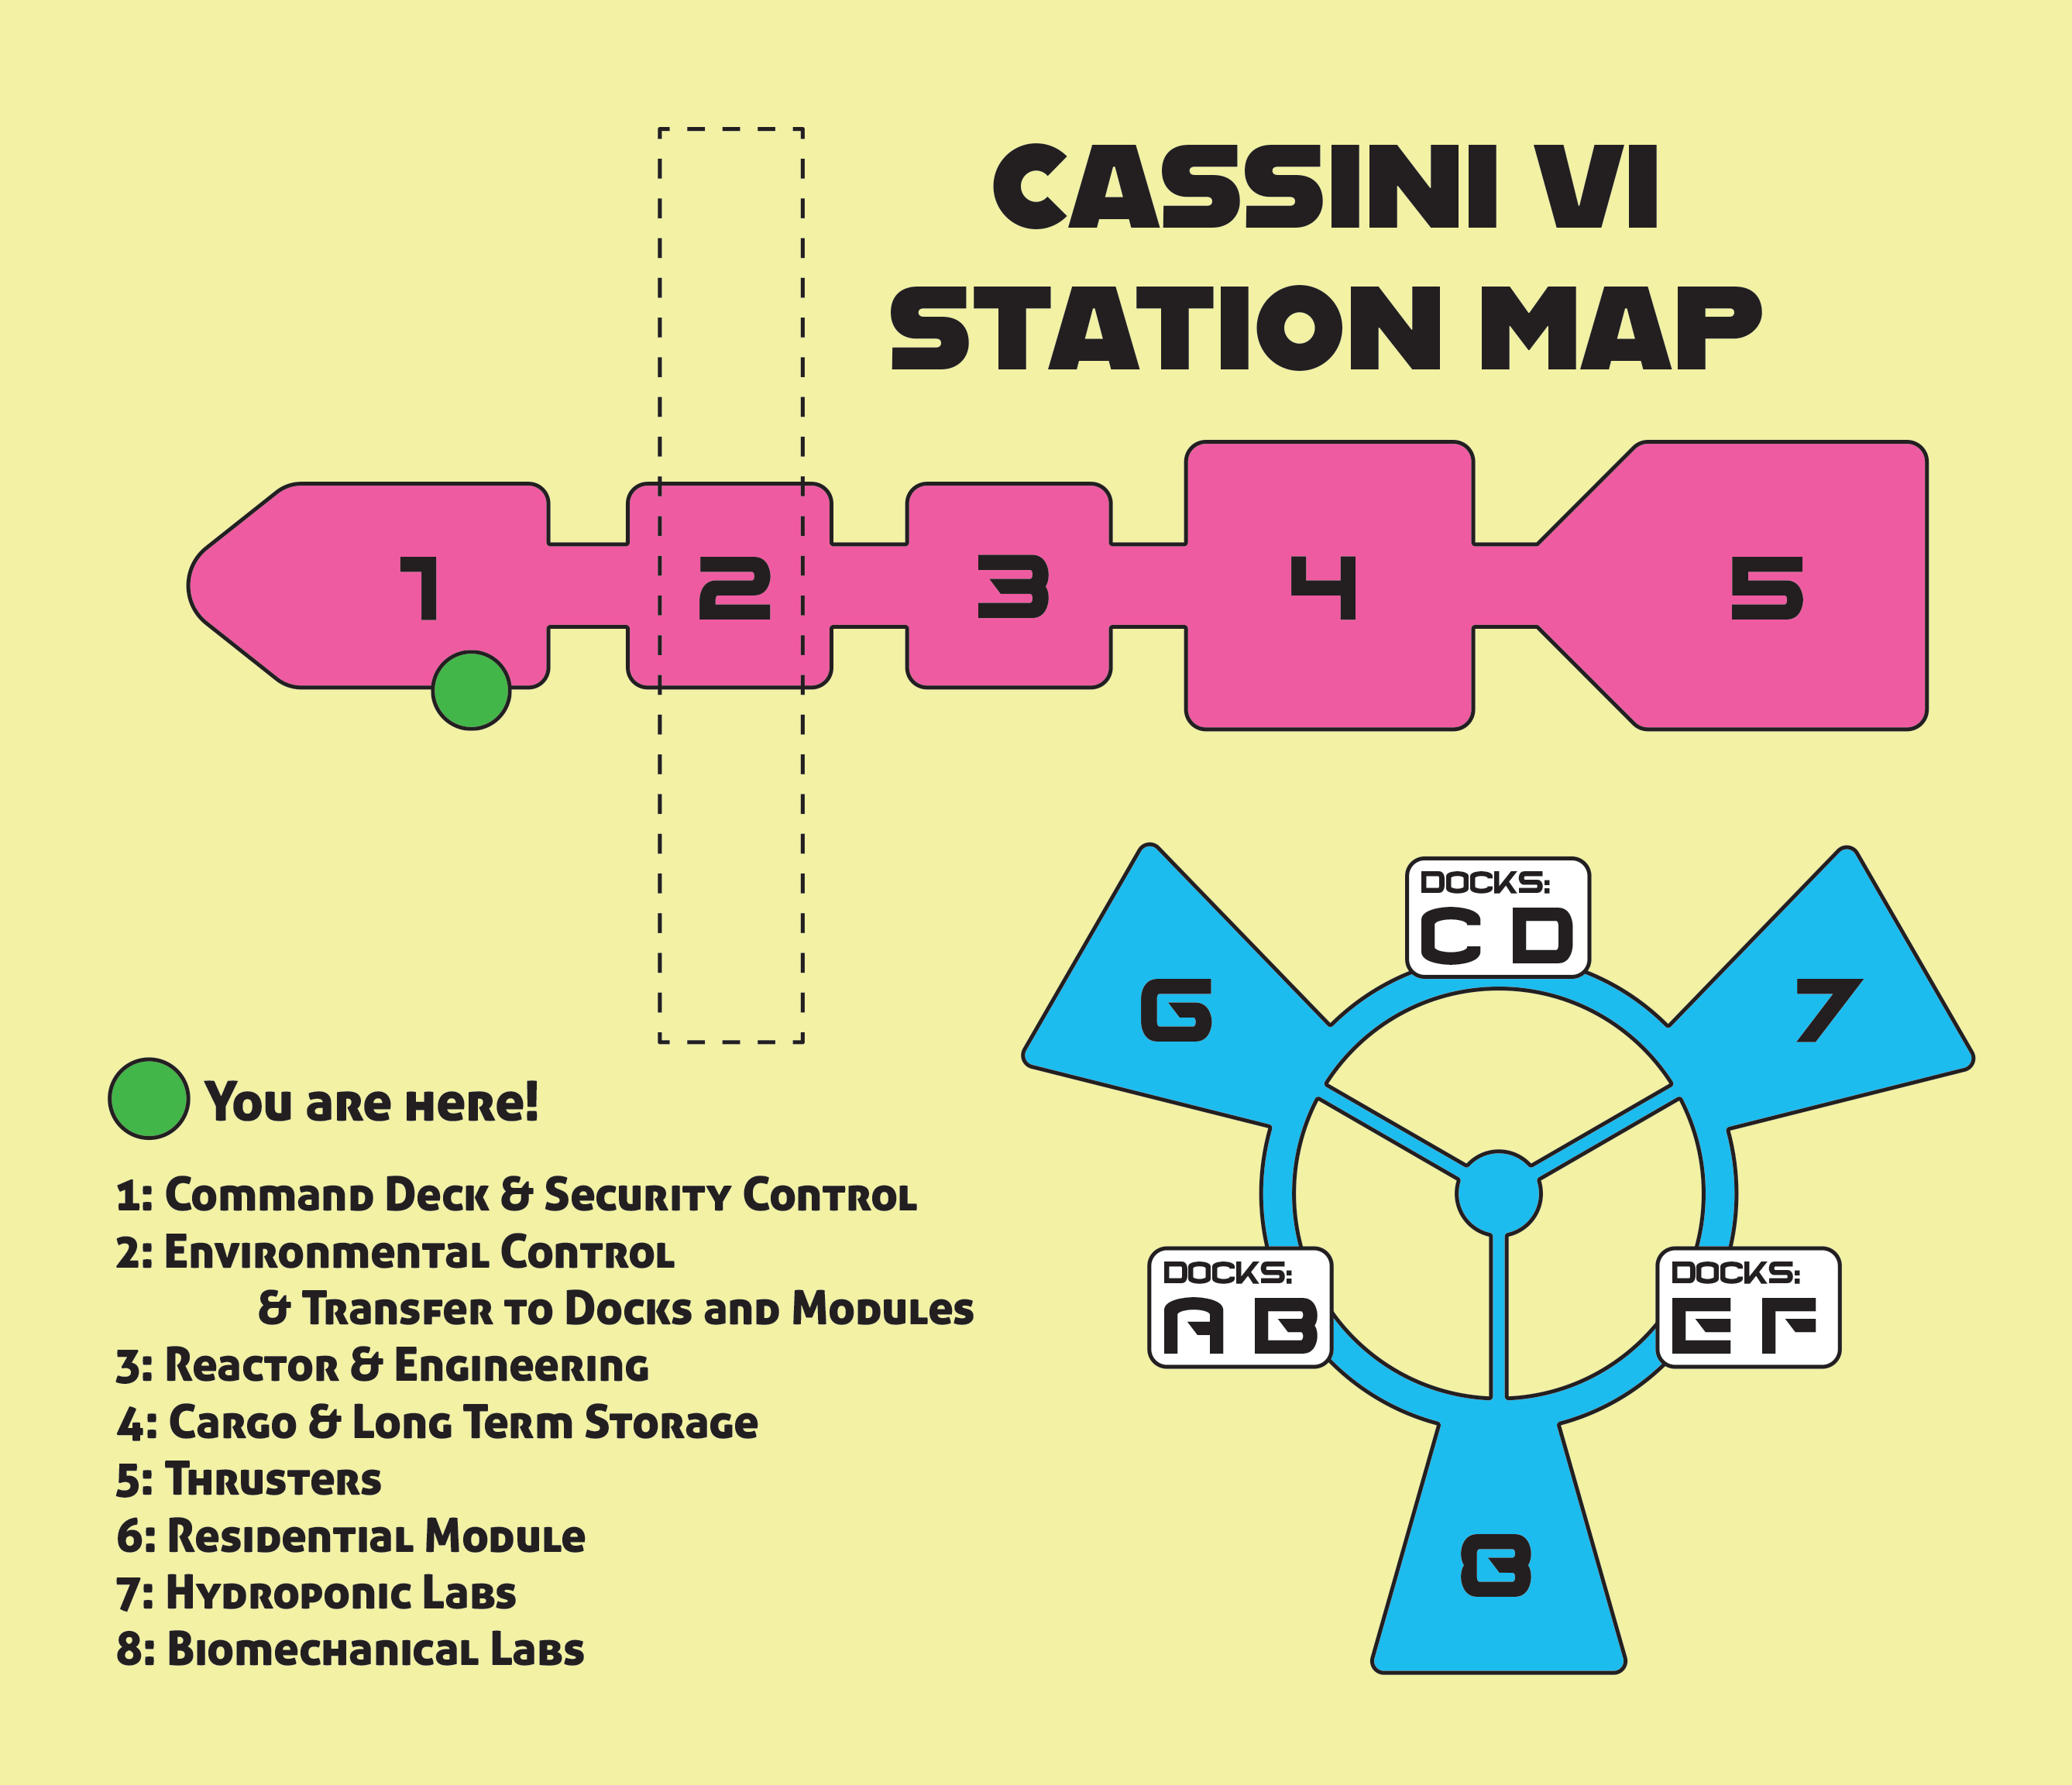 CASSINI VI
STATION MAP
1
2
3
4
5
6
7
8
DOCKS:
C D
DOCKS:
A B
DOCKS:
E F
You are here!
1: Command Deck & Security Control
2: Environmental Control
& Transfer to Docks and Modules
3: Reactor & Engineering
4: Cargo & Long Term Storage
5: Thrusters
6: Residential Module
7: Hydroponic Labs
8: Biomechanical Labs